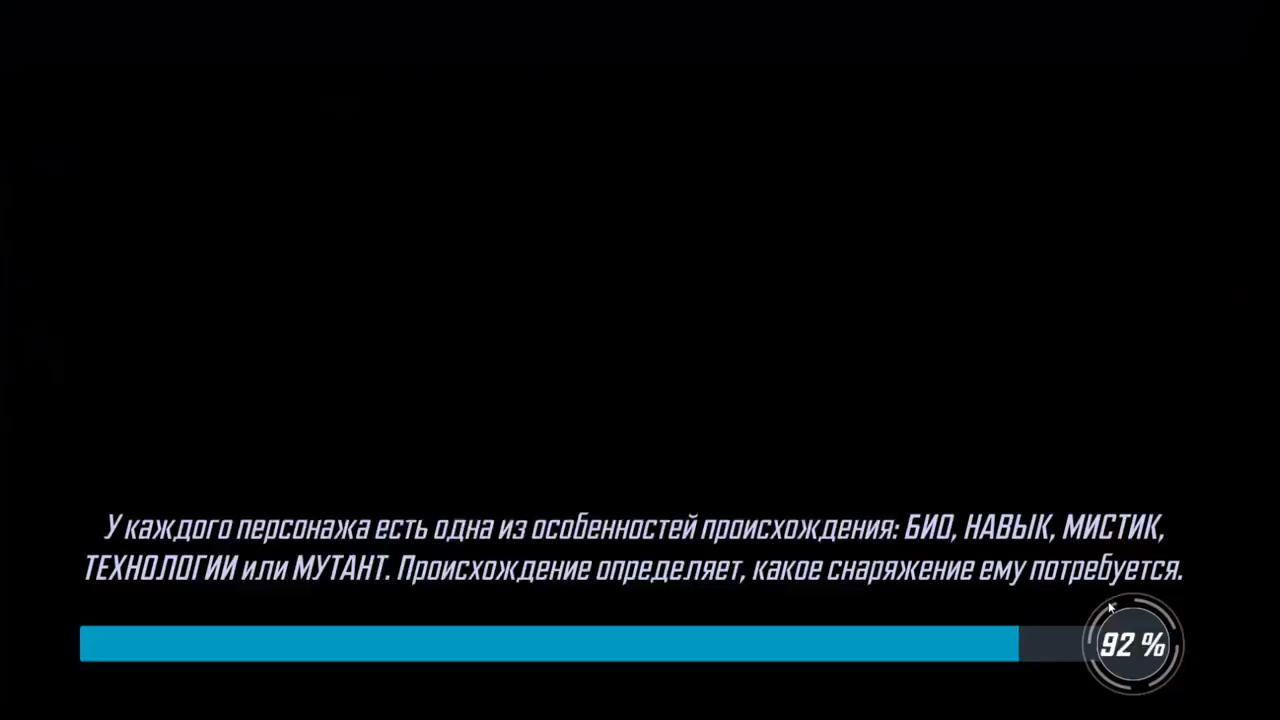 У каждого персонажа есть одна из особенностей происхождения: БИО, НАВЫК, МИСТИК,
ТЕХНОЛОГИИ или МУТАНТ. Происхождение определяет, какое снаряжение ему потребуется.
92 %